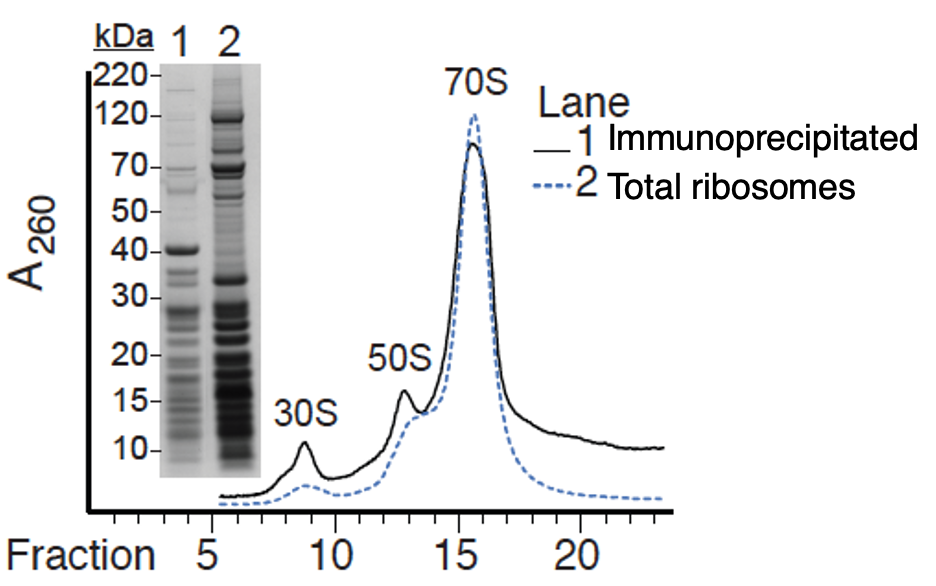 kDa 1 2
220
120
70
50
40
30
20
15
10
A260
30S
50S
70S
Lane
1 Immunoprecipitated
2 Total ribosomes
5 10 15 20
Fraction